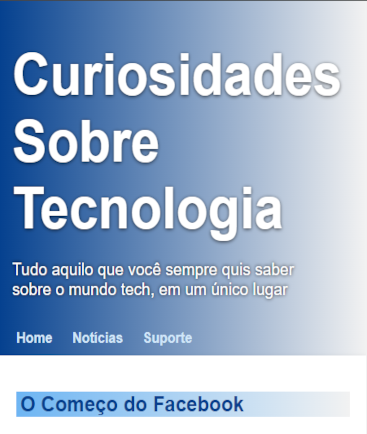 Curiosidades
Sobre
Tecnologia
Tudo aquilo que você sempre quis saber
sobre o mundo tech, em um único lugar
Home Notícias Suporte
O Começo do Facebook